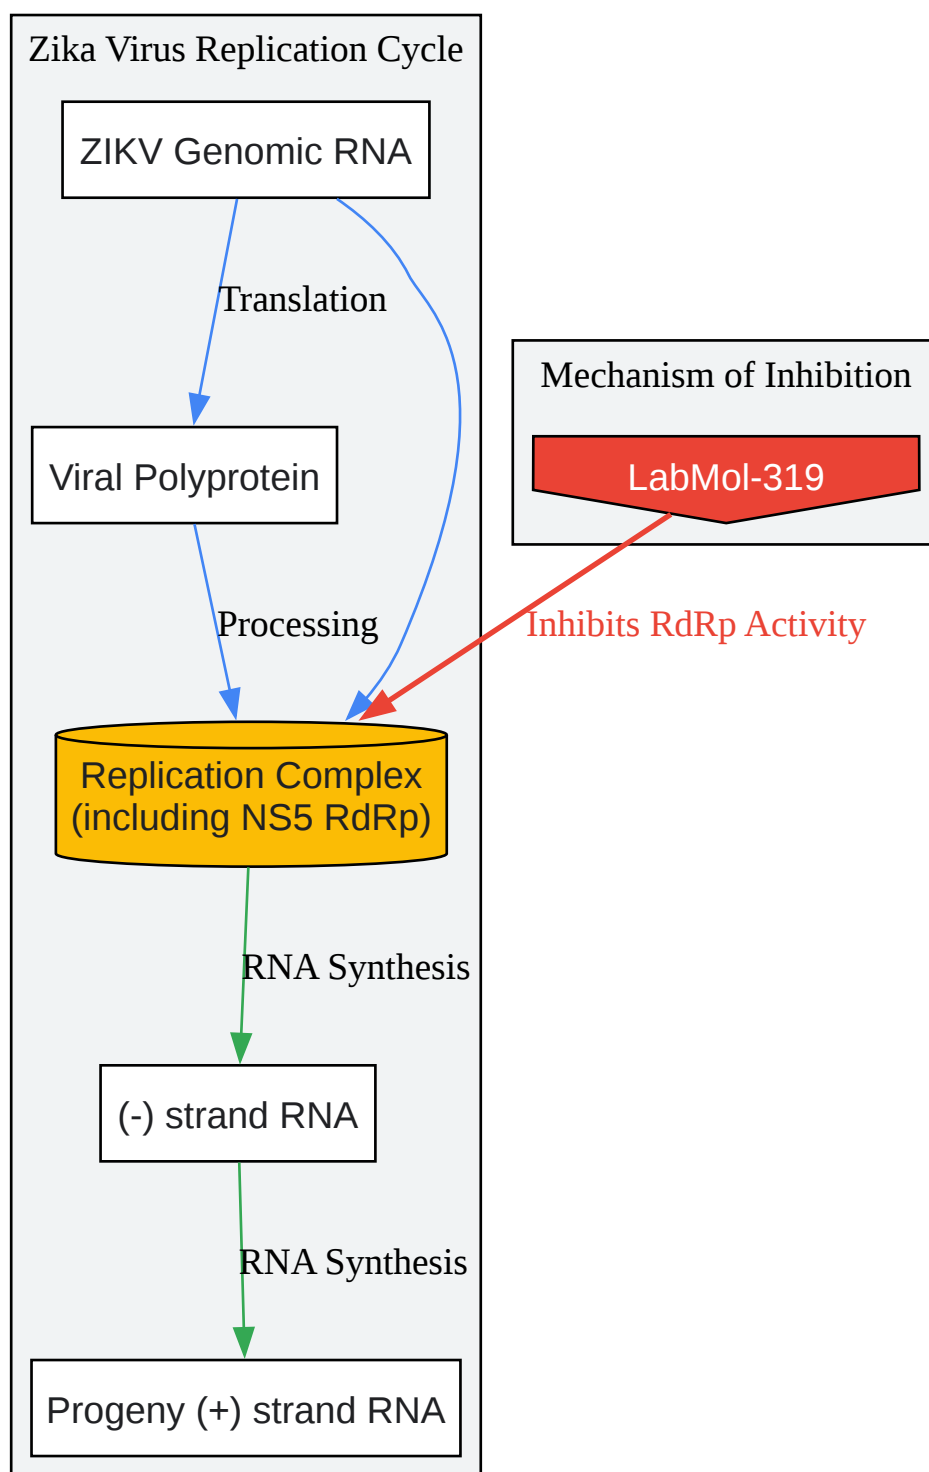 Zika Virus Replication Cycle
ZIKV Genomic RNA
Translation
Mechanism of Inhibition
LabMol-319
Viral Polyprotein
Processing
Inhibits RdRp Activity
Replication Complex
(including NS5 RdRp)
RNA Synthesis
(-) strand RNA
RNA Synthesis
Progeny (+) strand RNA